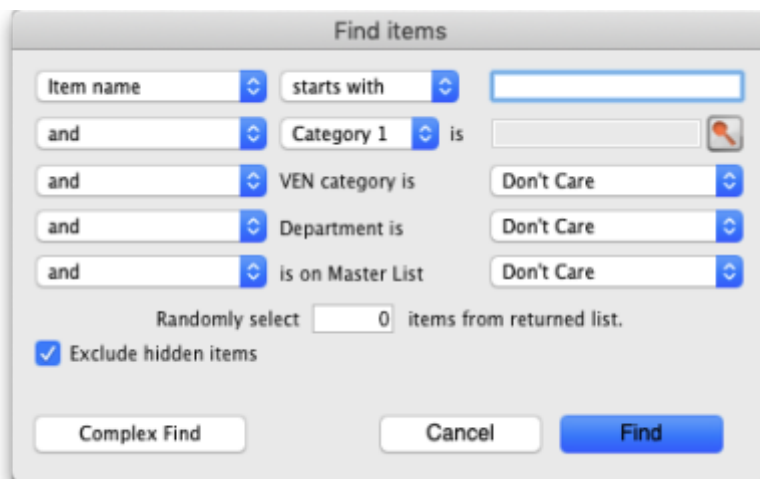 Find items
Item name starts with
and Category 1 is
and VEN category is Don't Care
and Department is Don't Care
and is on Master List Don't Care
Randomly select 0 items from returned list.
Exclude hidden items
Complex Find Cancel Find